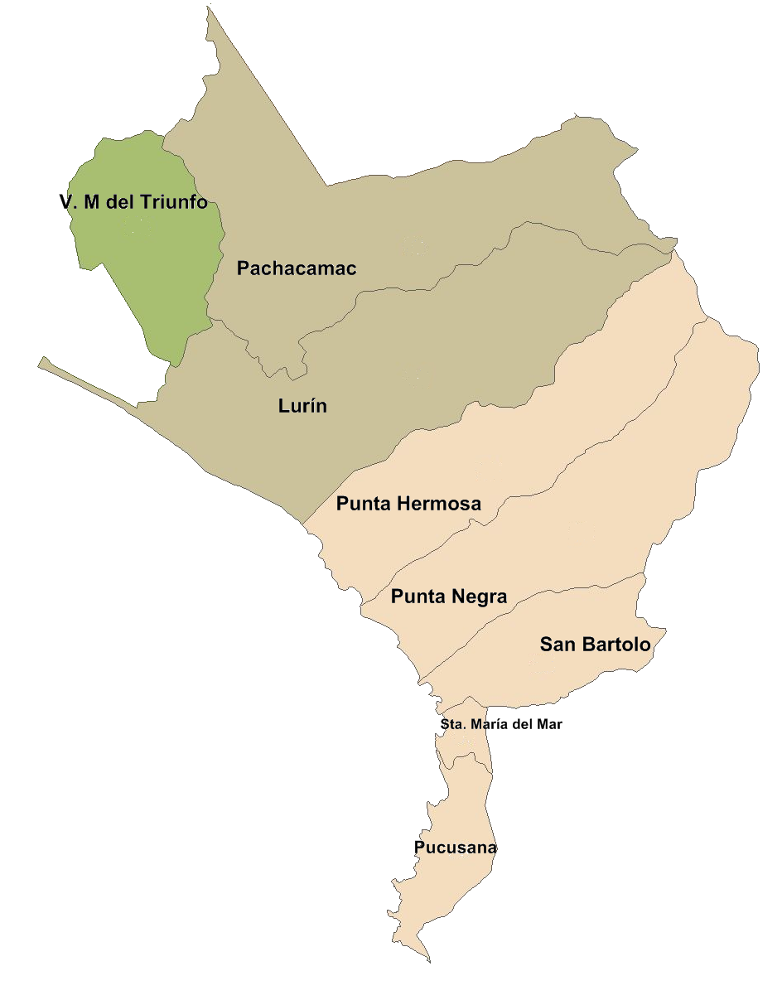 V. M del Triunfo
Pachacamac
Lurín
Punta Hermosa
Punta Negra
San Bartolo
Sta. María del Mar
Pucusana